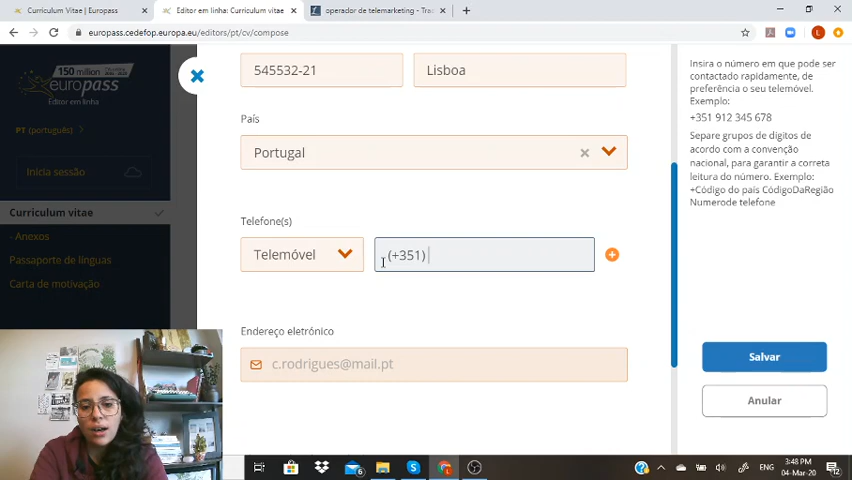 Curriculum Vitae | Europass
Editor em linha: Curriculum vitae
operador de telemarketing - Tra
europass.cedefop.europa.eu/editors/pt/cv/compose
150 million
europass
Editor em linha
PT (português)
Inicia sessão
Curriculum vitae
- Anexos
Passaporte de línguas
Carta de motivação
545532-21
Lisboa
País
Portugal
Telefone(s)
Telemóvel
(+351)
Endereço eletrónico
c.rodrigues@mail.pt
Insira o número em que pode ser
contactado rapidamente, de
preferência o seu telemóvel.
Exemplo:
+351 912 345 678
Separe grupos de dígitos de
acordo com a convenção
nacional, para garantir a correta
leitura do número. Exemplo:
+Código do país CódigoDaRegião
Numerode telefone
Salvar
Anular
ENG
3:48 PM
04-Mar-20